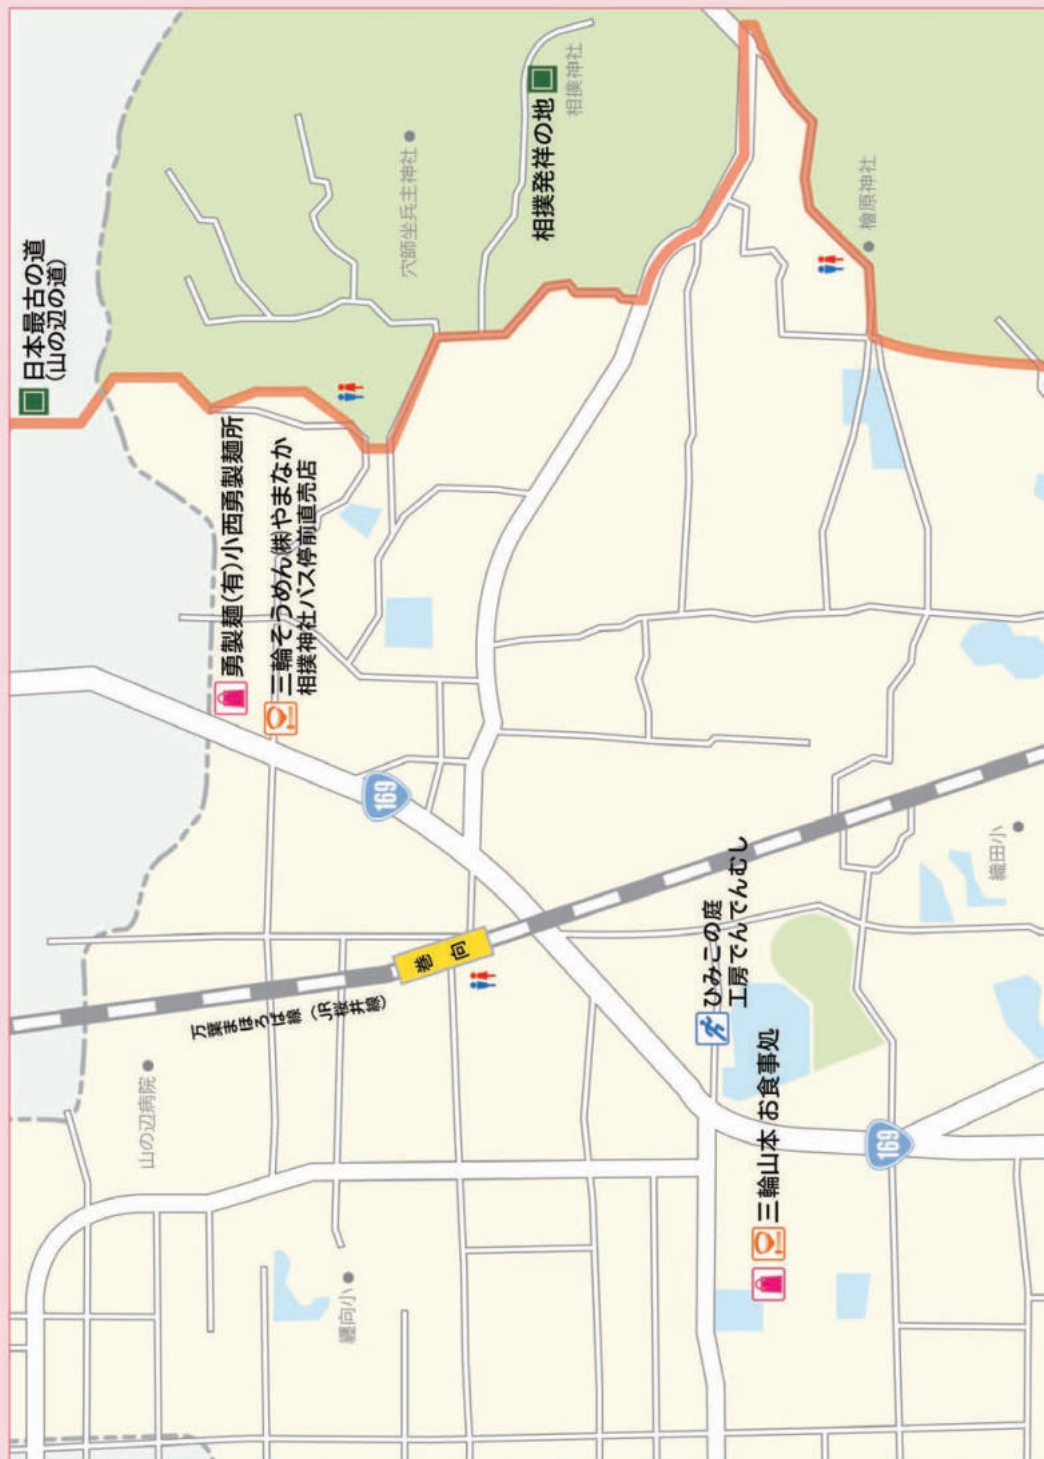 日本最古の道
(山の辺の道)
穴師坐兵主神社
相撲発祥の地
相撲神社
檜原神社
勇製麺(有)小西勇製麺所
三輪そうめん(株)やまなか
相撲神社バス停前直売店
169
巻向
万葉まほろば線(JR桜井線)
山の辺病院
織田小
ひみこの庭
工房でんでんむし
三輪山本 お食事処
169
纒向小